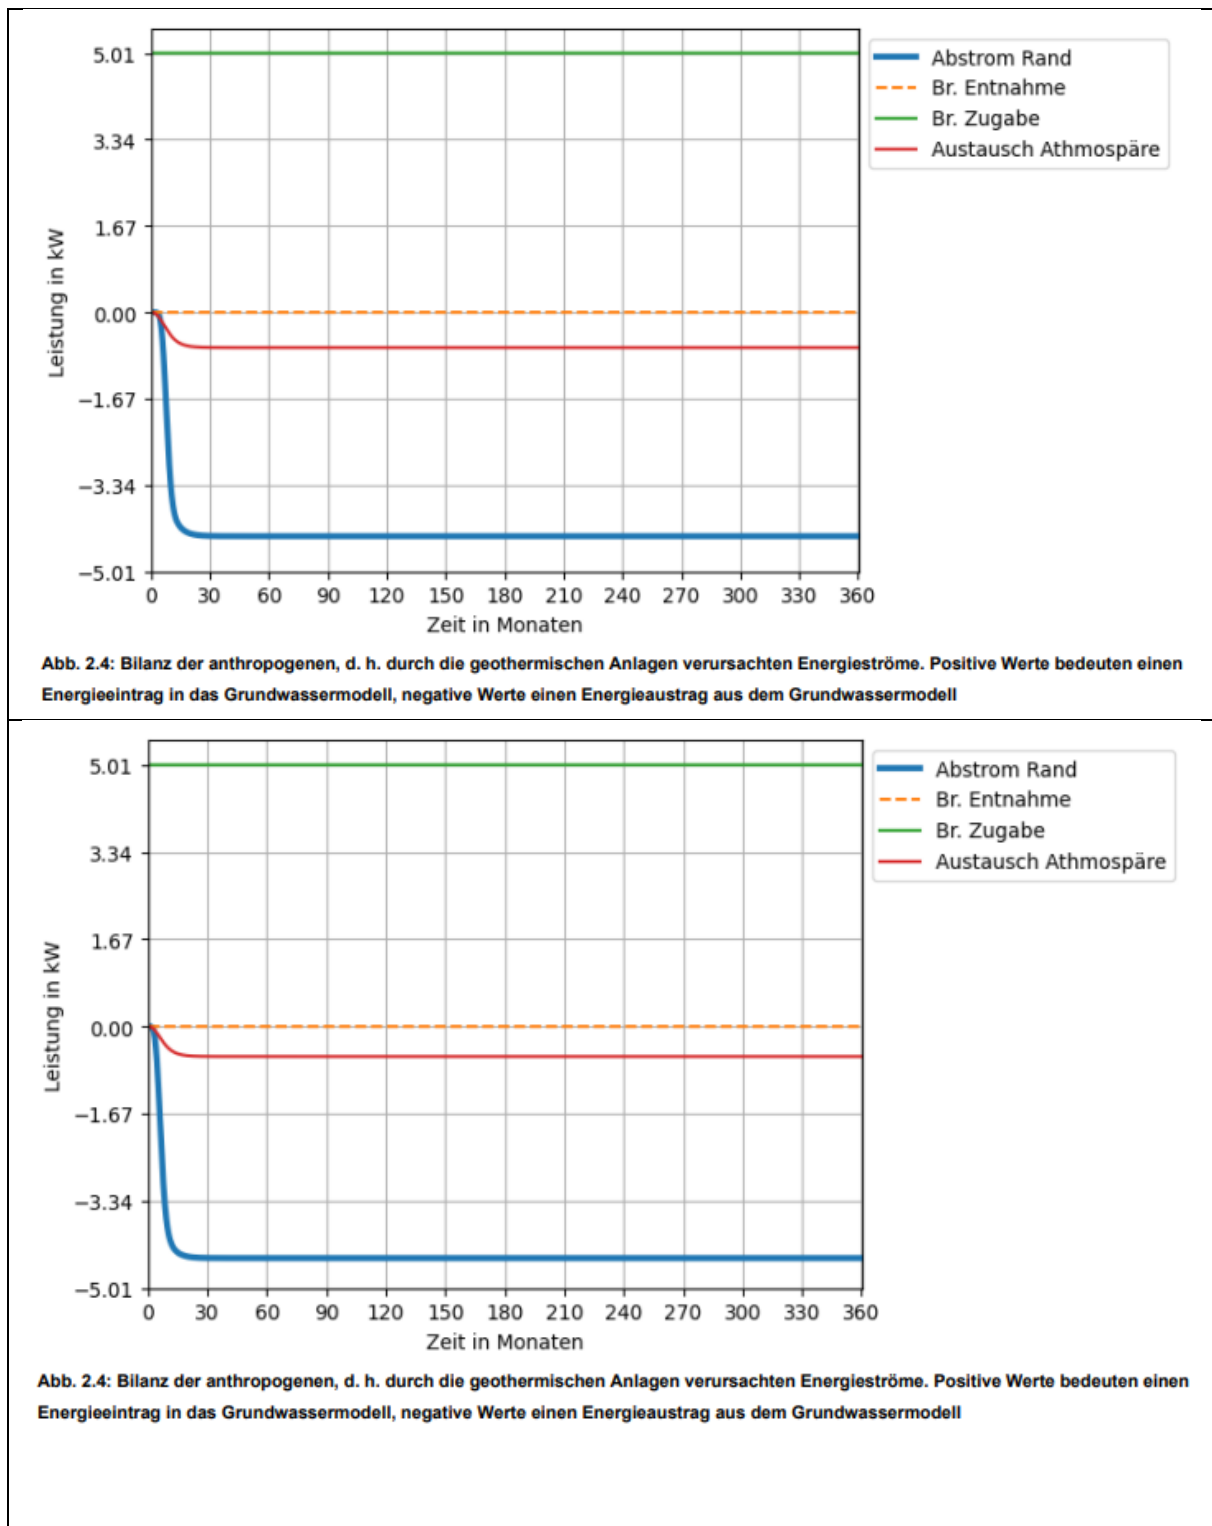 5.01
3.34
1.67
0.00
−1.67
−3.34
−5.01
Leistung in kW
0 30 60 90 120 150 180 210 240 270 300 330 360
Zeit in Monaten
Abstrom Rand
Br. Entnahme
Br. Zugabe
Austausch Athmospäre
Abb. 2.4: Bilanz der anthropogenen, d. h. durch die geothermischen Anlagen verursachten Energieströme. Positive Werte bedeuten einen
Energieeintrag in das Grundwassermodell, negative Werte einen Energieaustrag aus dem Grundwassermodell
5.01
3.34
1.67
0.00
−1.67
−3.34
−5.01
Leistung in kW
0 30 60 90 120 150 180 210 240 270 300 330 360
Zeit in Monaten
Abstrom Rand
Br. Entnahme
Br. Zugabe
Austausch Athmospäre
Abb. 2.4: Bilanz der anthropogenen, d. h. durch die geothermischen Anlagen verursachten Energieströme. Positive Werte bedeuten einen
Energieeintrag in das Grundwassermodell, negative Werte einen Energieaustrag aus dem Grundwassermodell